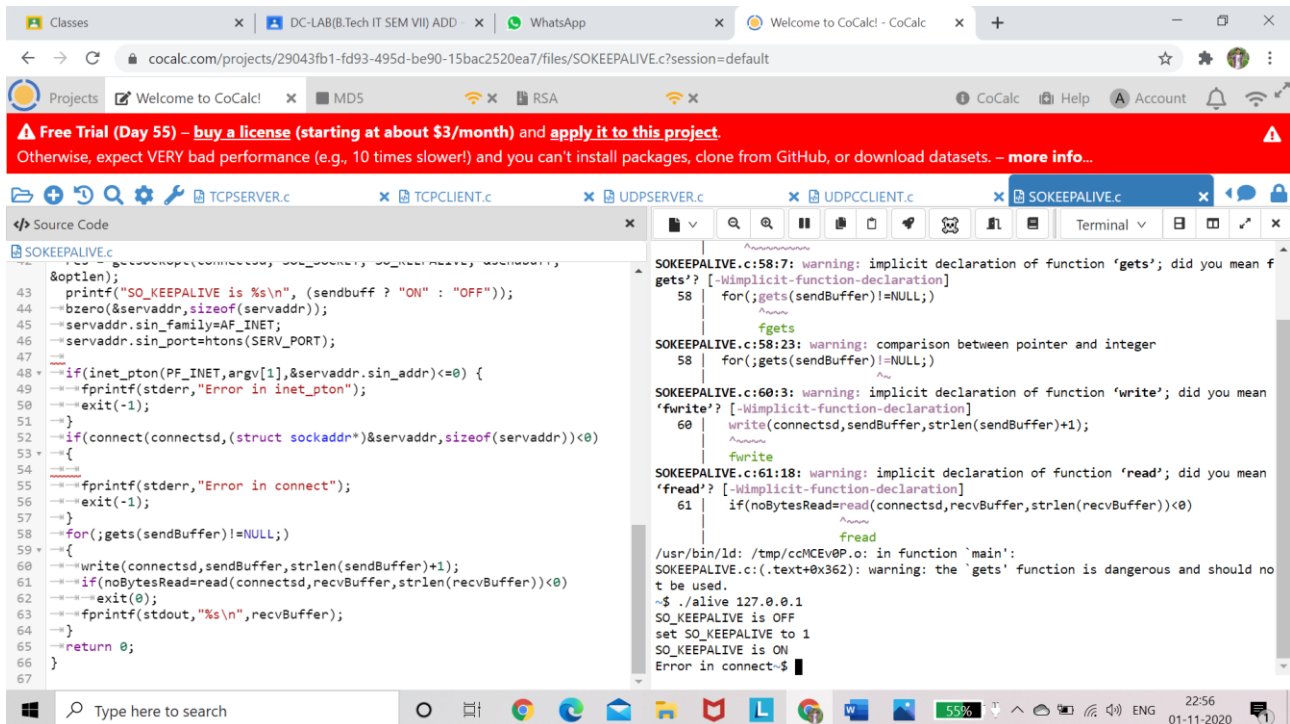 Classes
DC-LAB(B.Tech IT SEM VII) ADD
WhatsApp
Welcome to CoCalc! - CoCalc
cocalc.com/projects/29043fb1-fd93-495d-be90-15bac2520ea7/files/SOKEEPALIVE.c?session=default
Projects Welcome to CoCalc! MD5 RSA CoCalc Help A Account
Free Trial (Day 55) – buy a license (starting at about $3/month) and apply it to this project.
Otherwise, expect VERY bad performance (e.g., 10 times slower!) and you can't install packages, clone from GitHub, or download datasets. – more info...
TCPSERVER.c TCPCLIENT.c UDPSERVER.c UDPCCLIENT.c SOKEEPALIVE.c
Source Code
SOKEEPALIVE.c
&optlen);
43 printf("SO_KEEPALIVE is %s\n", (sendbuff ? "ON" : "OFF"));
44 bzero(&servaddr,sizeof(servaddr));
45 servaddr.sin_family=AF_INET;
46 servaddr.sin_port=htons(SERV_PORT);
47
48 if(inet_pton(PF_INET,argv[1],&servaddr.sin_addr)<=0) {
49 fprintf(stderr,"Error in inet_pton");
50 exit(-1);
51 }
52 if(connect(connectsd,(struct sockaddr*)&servaddr,sizeof(servaddr))<0)
53 {
54
55 fprintf(stderr,"Error in connect");
56 exit(-1);
57 }
58 for(;gets(sendBuffer)!=NULL;)
59 {
60 write(connectsd,sendBuffer,strlen(sendBuffer)+1);
61 if(noBytesRead=read(connectsd,recvBuffer,strlen(recvBuffer))<0)
62 exit(0);
63 fprintf(stdout,"%s\n",recvBuffer);
64 }
65 return 0;
66 }
67
Terminal
| ^~~~~~~~~~
SOKEEPALIVE.c:58:7: warning: implicit declaration of function ‘gets’; did you mean ‘f
gets’? [-Wimplicit-function-declaration]
58 | for(;gets(sendBuffer)!=NULL;)
| ^~~~
| fgets
SOKEEPALIVE.c:58:23: warning: comparison between pointer and integer
58 | for(;gets(sendBuffer)!=NULL;)
| ^~
SOKEEPALIVE.c:60:3: warning: implicit declaration of function ‘write’; did you mean
‘fwrite’? [-Wimplicit-function-declaration]
60 | write(connectsd,sendBuffer,strlen(sendBuffer)+1);
| ^~~~~
| fwrite
SOKEEPALIVE.c:61:18: warning: implicit declaration of function ‘read’; did you mean
‘fread’? [-Wimplicit-function-declaration]
61 | if(noBytesRead=read(connectsd,recvBuffer,strlen(recvBuffer))<0)
| ^~~~
| fread
/usr/bin/ld: /tmp/ccMCEv0P.o: in function `main':
SOKEEPALIVE.c:(.text+0x362): warning: the `gets' function is dangerous and should no
t be used.
~$ ./alive 127.0.0.1
SO_KEEPALIVE is OFF
set SO_KEEPALIVE to 1
SO_KEEPALIVE is ON
Error in connect~$
Type here to search
55%
ENG
22:56
01-11-2020